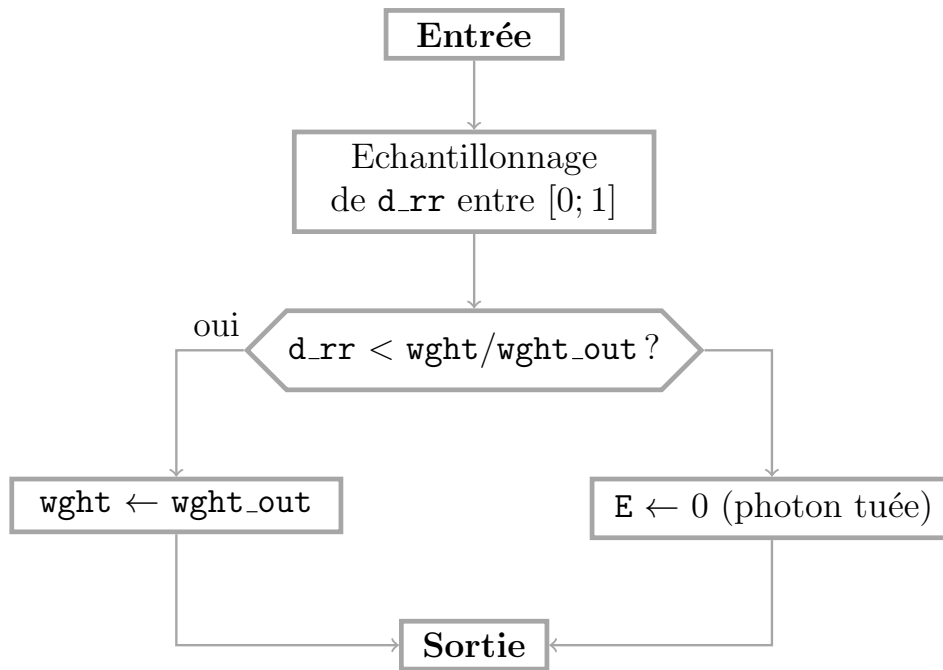 Entrée
Echantillonnage
de d_rr entre [0; 1]
oui
d_rr < wght/wght_out ?
wght ← wght_out
E ← 0 (photon tuée)
Sortie